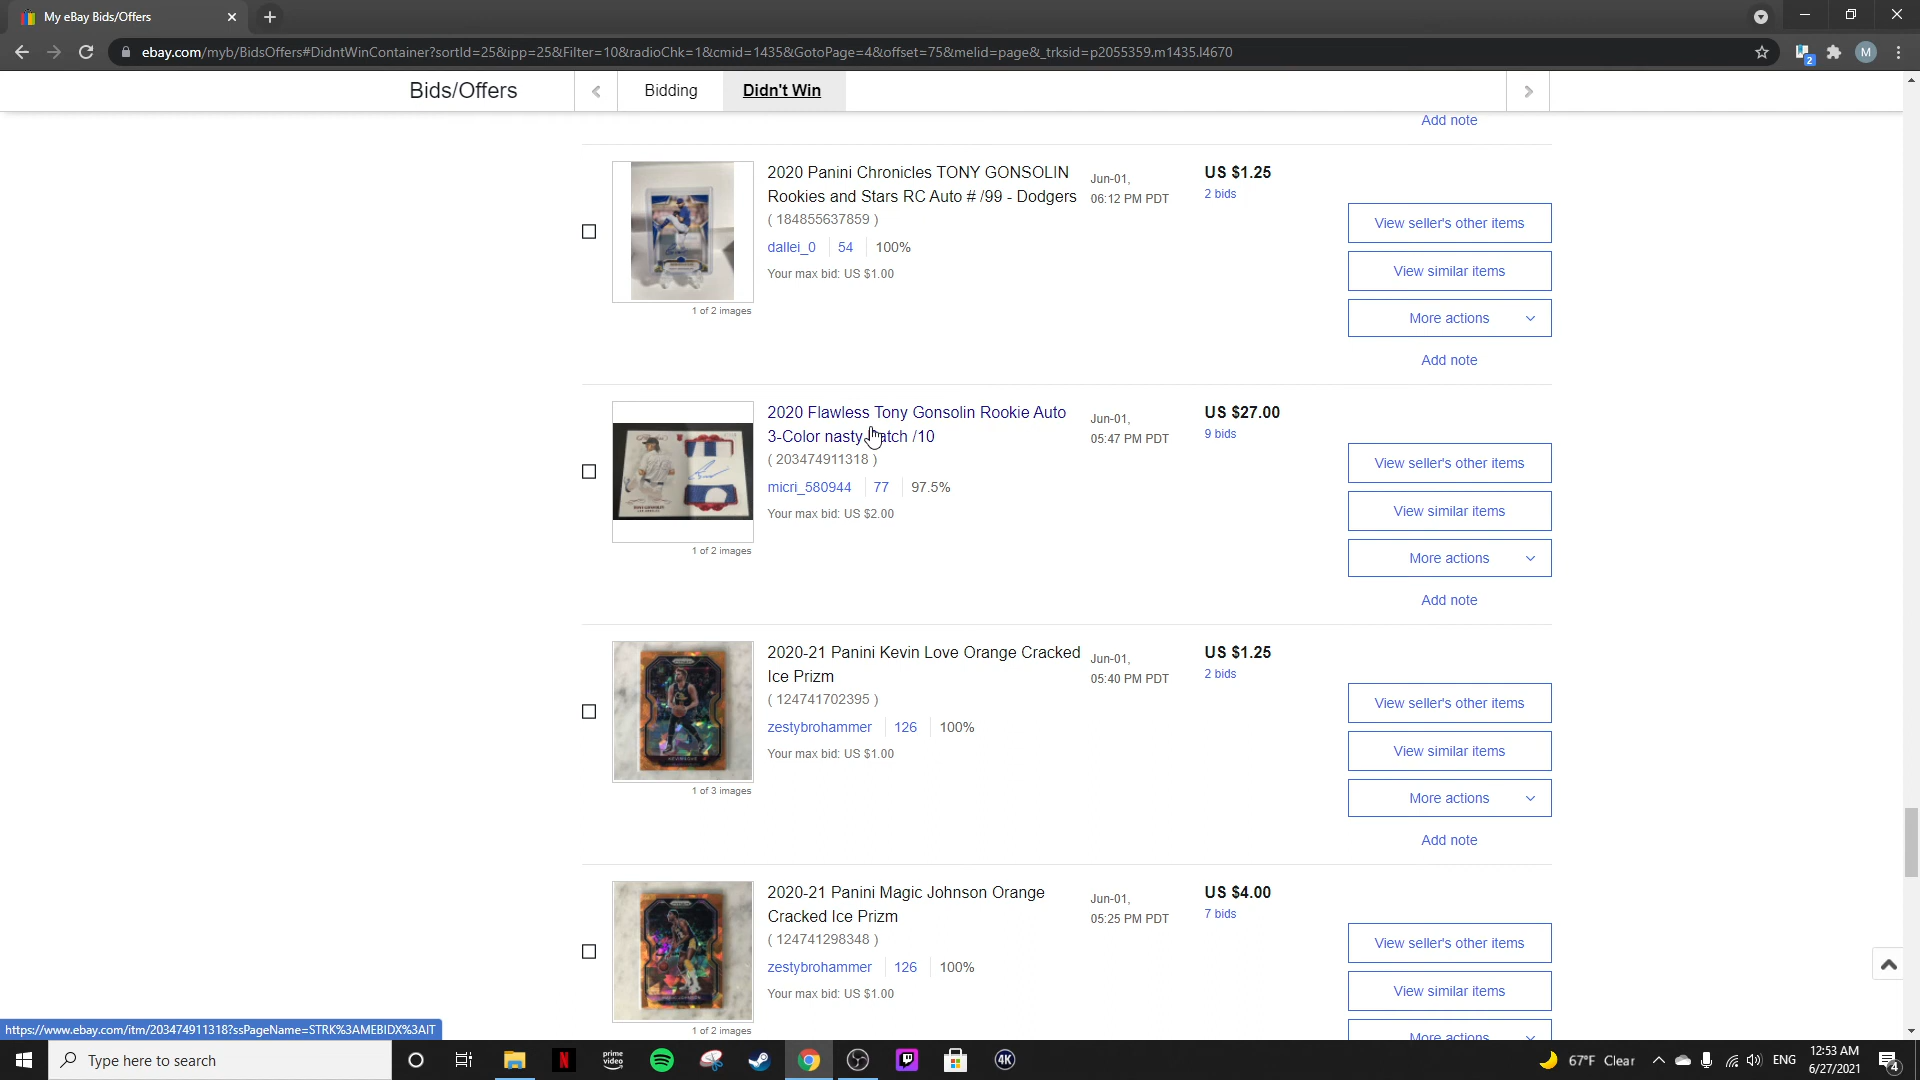 My eBay Bids/Offers
ebay.com/myb/BidsOffers#DidntWinContainer?sortId=25&ipp=25&Filter=10&radioChk=1&cmid=1435&GotoPage=4&offset=75&melid=page&_trksid=p2055359.m1435.l4670
2
M
Bids/Offers
Bidding
Didn't Win
Add note
2020 Panini Chronicles TONY GONSOLIN
Rookies and Stars RC Auto # /99 - Dodgers
( 184855637859 )
dallei_0 54 100%
Your max bid: US $1.00
1 of 2 images
Jun-01,
06:12 PM PDT
US $1.25
2 bids
View seller's other items
View similar items
More actions
Add note
2020 Flawless Tony Gonsolin Rookie Auto
3-Color nasty patch /10
( 203474911318 )
micri_580944 77 97.5%
Your max bid: US $2.00
1 of 2 images
Jun-01,
05:47 PM PDT
US $27.00
9 bids
View seller's other items
View similar items
More actions
Add note
2020-21 Panini Kevin Love Orange Cracked
Ice Prizm
( 124741702395 )
zestybrohammer 126 100%
Your max bid: US $1.00
1 of 3 images
Jun-01,
05:40 PM PDT
US $1.25
2 bids
View seller's other items
View similar items
More actions
Add note
2020-21 Panini Magic Johnson Orange
Cracked Ice Prizm
( 124741298348 )
zestybrohammer 126 100%
Your max bid: US $1.00
1 of 2 images
Jun-01,
05:25 PM PDT
US $4.00
7 bids
View seller's other items
View similar items
More actions
https://www.ebay.com/itm/203474911318?ssPageName=STRK%3AMEBIDX%3AIT
Type here to search
N
prime
video
4K
67°F Clear
ENG
12:53 AM
6/27/2021
4